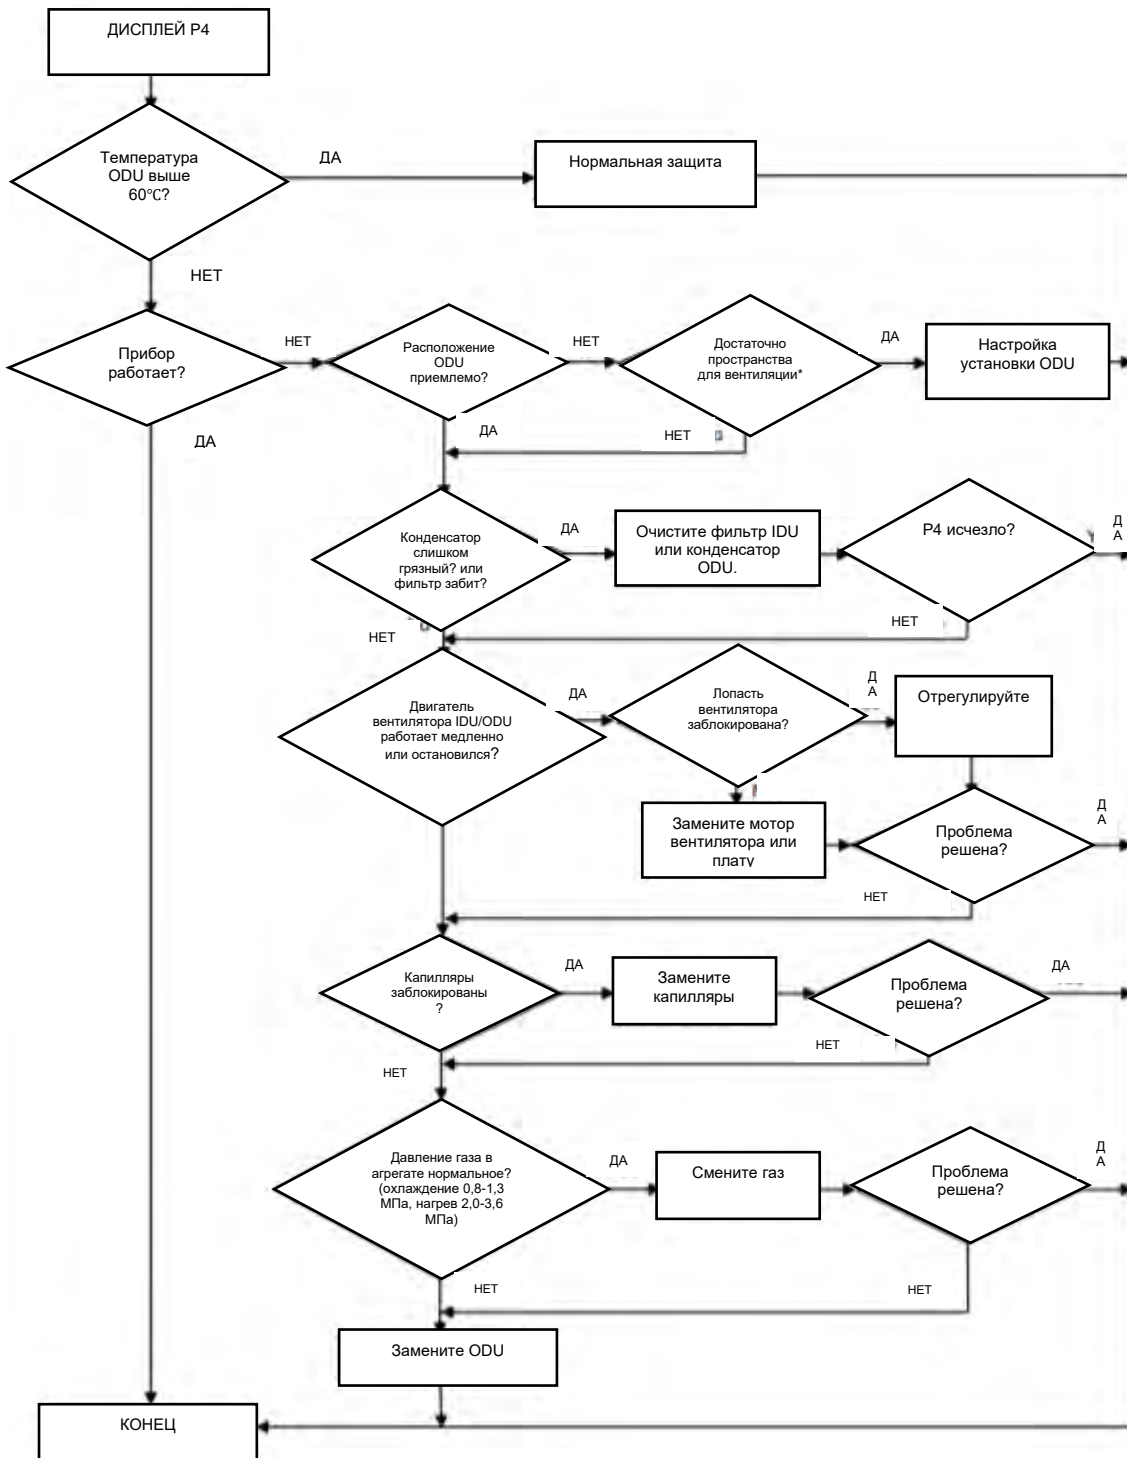 ДИСПЛЕЙ P4
Температура
ODU выше
60°C?
ДА
Нормальная защита
НЕТ
Прибор
работает?
НЕТ
Расположение
ODU
приемлемо?
НЕТ
Достаточно
пространства
для вентиляции*
ДА
Настройка
установки ODU
ДА
ДА
НЕТ
Конденсатор
слишком
грязный? или
фильтр забит?
ДА
Очистите фильтр IDU
или конденсатор
ODU.
P4 исчезло?
Д
А
НЕТ
НЕТ
Двигатель
вентилятора IDU/ODU
работает медленно
или остановился?
ДА
Лопасть
вентилятора
заблокирована?
Д
А
Отрегулируйте
Замените мотор
вентилятора или
плату
Проблема
решена?
Д
А
НЕТ
Капилляры
заблокированы
?
ДА
Замените
капилляры
Проблема
решена?
ДА
НЕТ
НЕТ
Давление газа в
агрегате нормальное?
(охлаждение 0,8-1,3
МПа, нагрев 2,0-3,6
МПа)
ДА
Смените газ
Проблема
решена?
Д
А
НЕТ
НЕТ
Замените ODU
КОНЕЦ